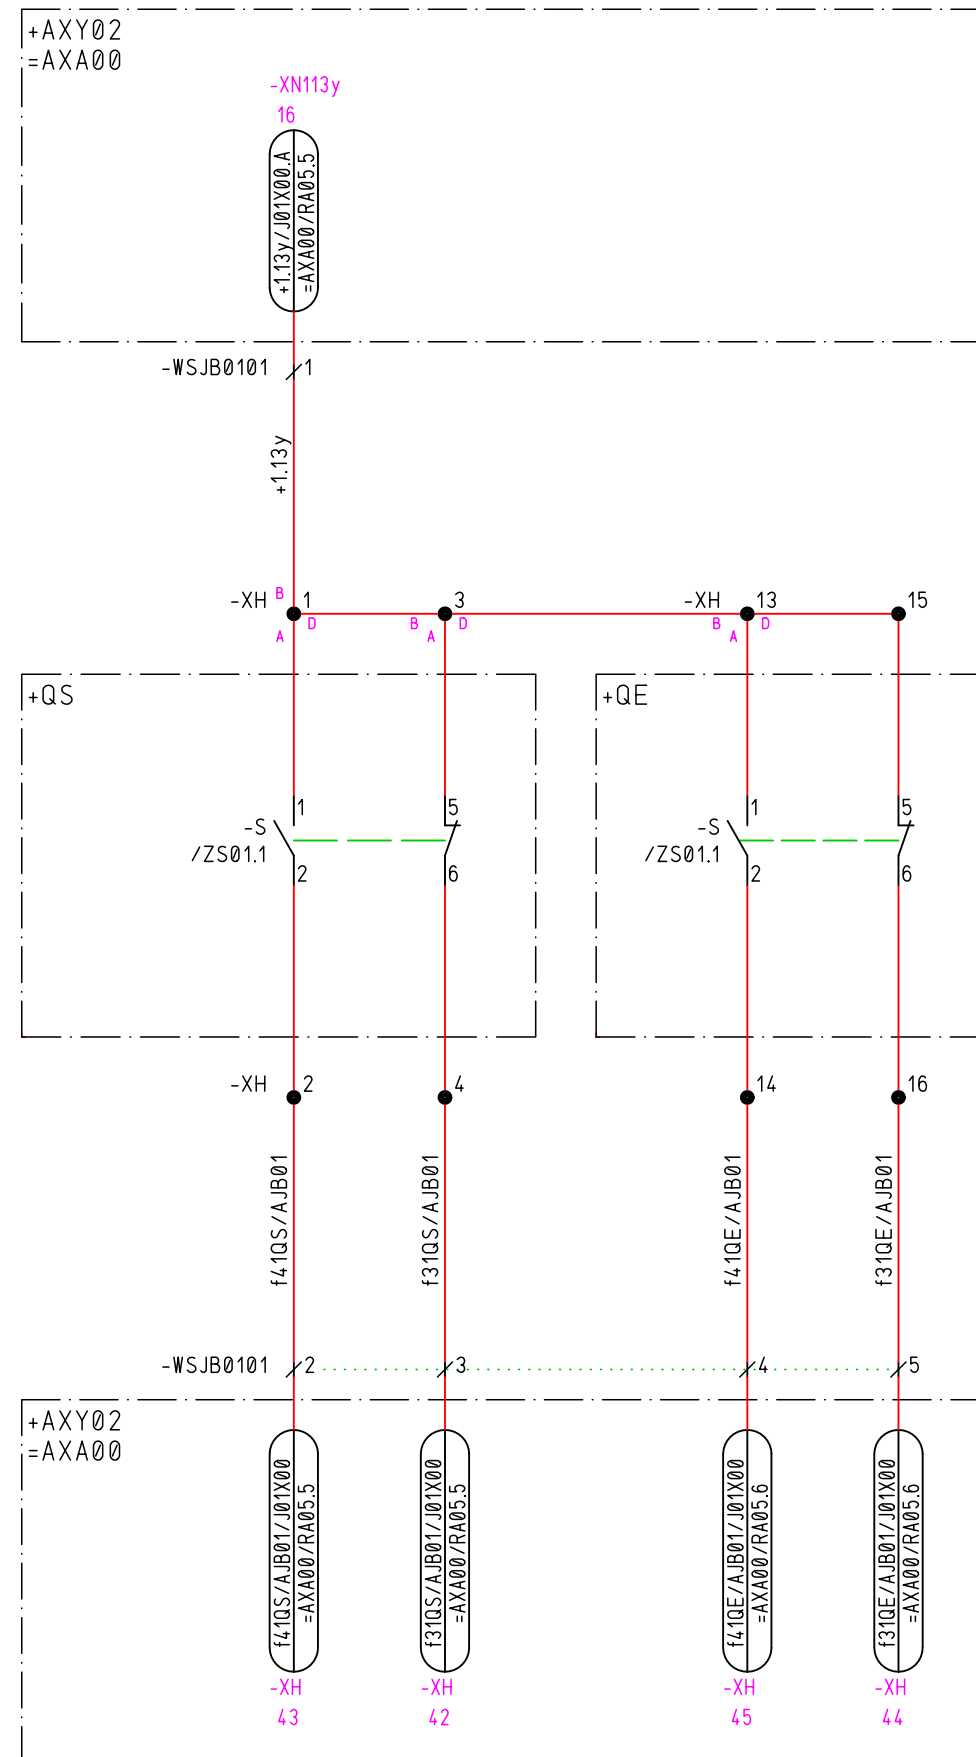 +AXY02
=AXA00
-XN113y
16
+1.13y/J01X00.A
=AXA00/RA05.5
-WSJB0101
1
+1.13y
-XH
B
1
3
-XH
13
15
A
D
B
A
D
B
A
D
+QS
+QE
1
5
1
5
-S
/ZS01.1
-S
/ZS01.1
2
6
2
6
-XH
2
4
14
16
f41QS/AJB01
f31QS/AJB01
f41QE/AJB01
f31QE/AJB01
-WSJB0101
2
3
4
5
+AXY02
=AXA00
f41QS/AJB01/J01X00
=AXA00/RA05.5
f31QS/AJB01/J01X00
=AXA00/RA05.5
f41QE/AJB01/J01X00
=AXA00/RA05.6
f31QE/AJB01/J01X00
=AXA00/RA05.6
-XH
-XH
-XH
-XH
43
42
45
44